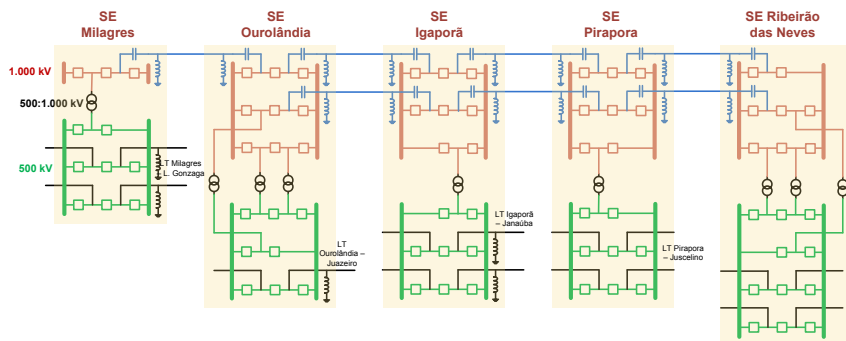 SE
Milagres
SE
Ourolândia
SE
Igaporã
SE
Pirapora
SE Ribeirão
das Neves
1.000 kV
500:1.000 kV
500 kV
LT Milagres
L. Gonzaga
LT
Ourolândia –
Juazeiro
LT Igaporã
– Janaúba
LT Pirapora
– Juscelino